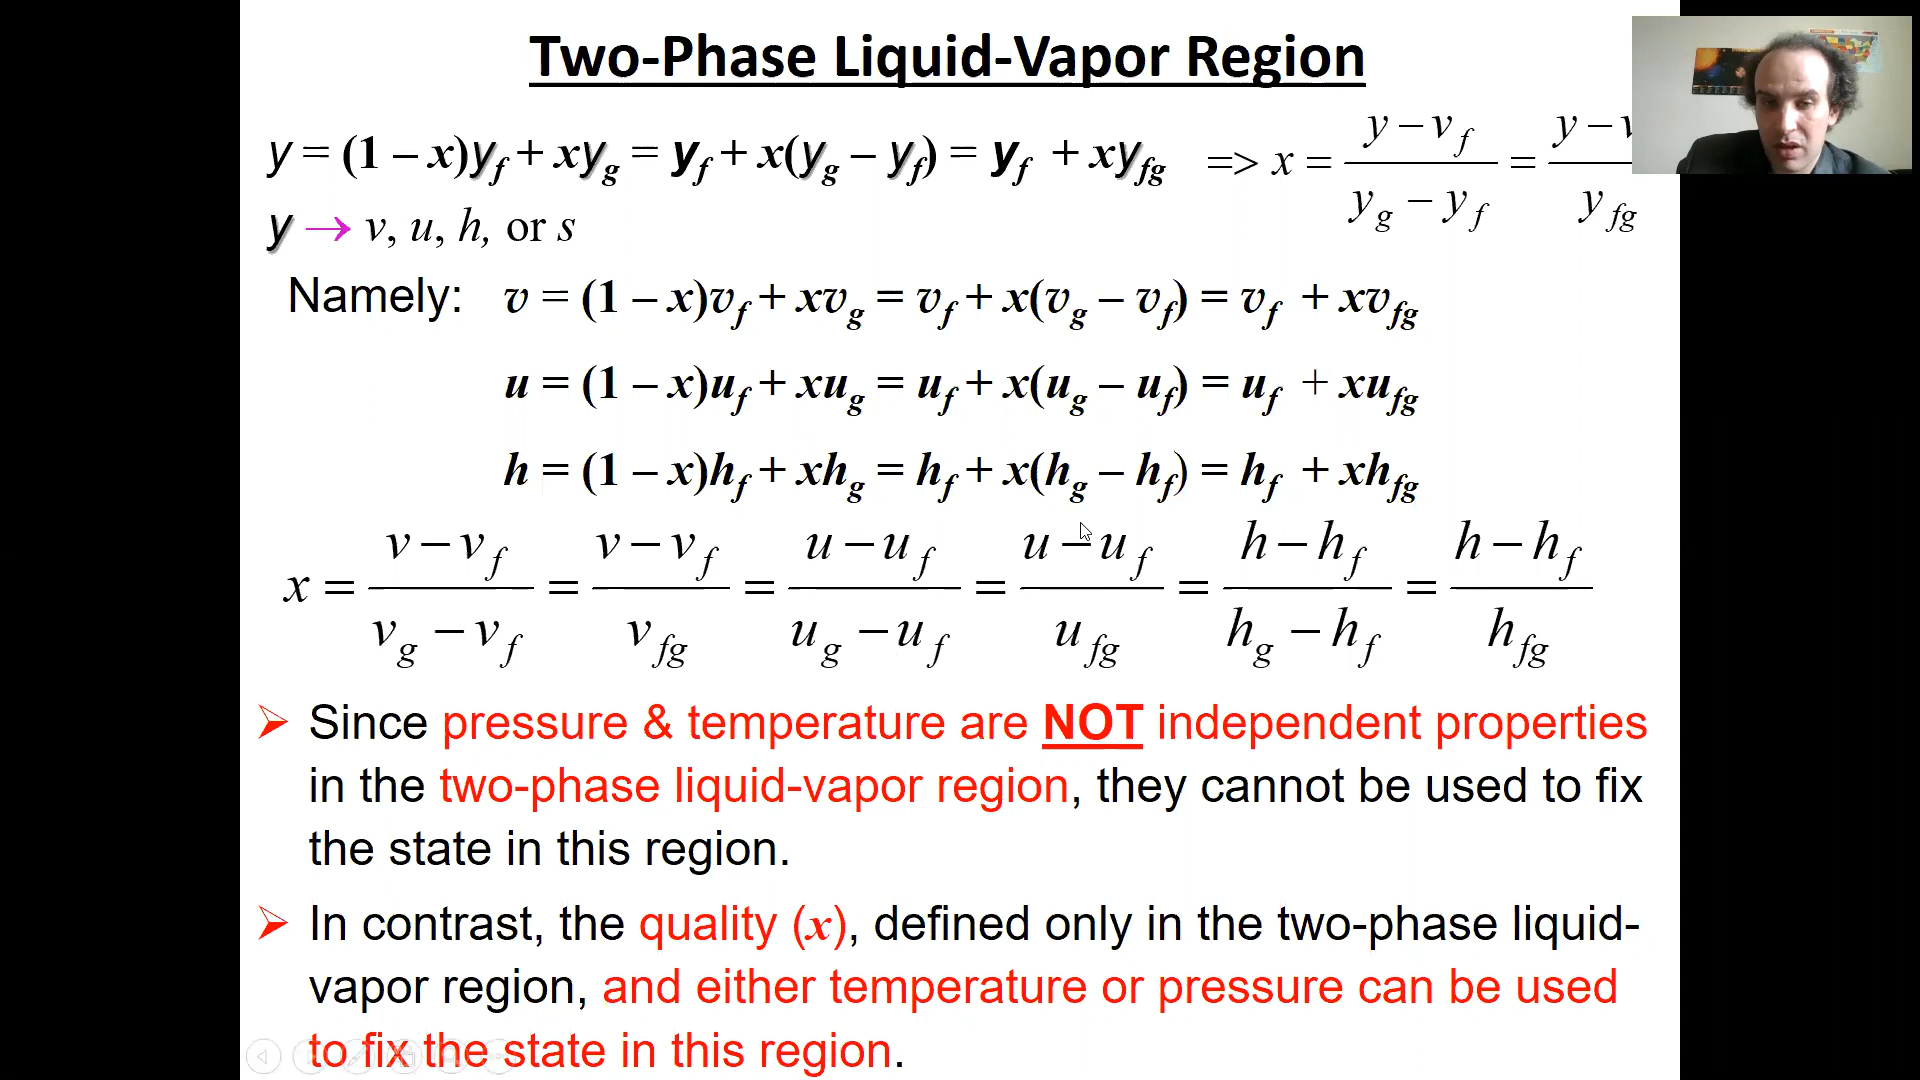 Two-Phase Liquid-Vapor Region
y = (1 – x)y_f + xy_g = y_f + x(y_g – y_f) = y_f + xy_fg => x = (y – v_f)/(y_g – y_f) = (y – )/(y_fg)
y → v, u, h, or s
Namely: v = (1 – x)v_f + xv_g = v_f + x(v_g – v_f) = v_f + xv_fg
u = (1 – x)u_f + xu_g = u_f + x(u_g – u_f) = u_f + xu_fg
h = (1 – x)h_f + xh_g = h_f + x(h_g – h_f) = h_f + xh_fg
x = (v – v_f)/(v_g – v_f) = (v – v_f)/(v_fg) = (u – u_f)/(u_g – u_f) = (u – u_f)/(u_fg) = (h – h_f)/(h_g – h_f) = (h – h_f)/(h_fg)
➢ Since pressure & temperature are NOT independent properties
in the two-phase liquid-vapor region, they cannot be used to fix
the state in this region.
➢ In contrast, the quality (x), defined only in the two-phase liquid-
vapor region, and either temperature or pressure can be used
to fix the state in this region.